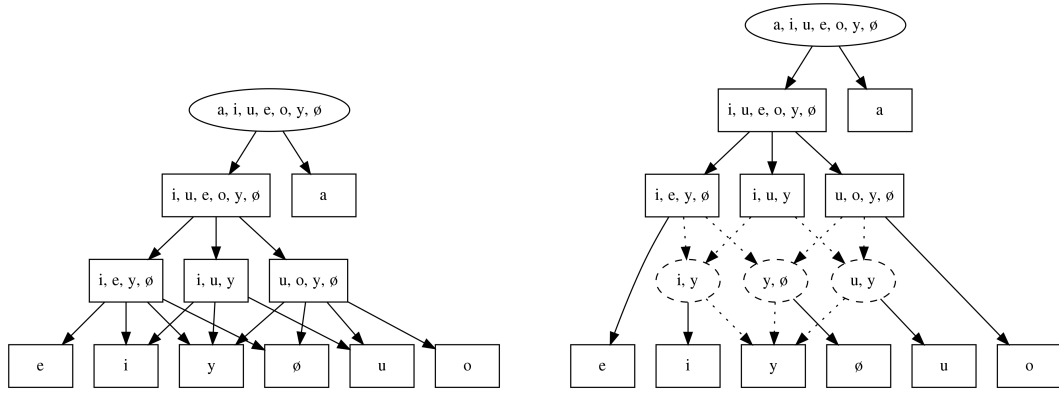 a, i, u, e, o, y, ø
i, u, e, o, y, ø
a
i, e, y, ø
i, u, y
u, o, y, ø
e
i
y
ø
u
o
a, i, u, e, o, y, ø
i, u, e, o, y, ø
a
i, e, y, ø
i, u, y
u, o, y, ø
i, y
y, ø
u, y
e
i
y
ø
u
o